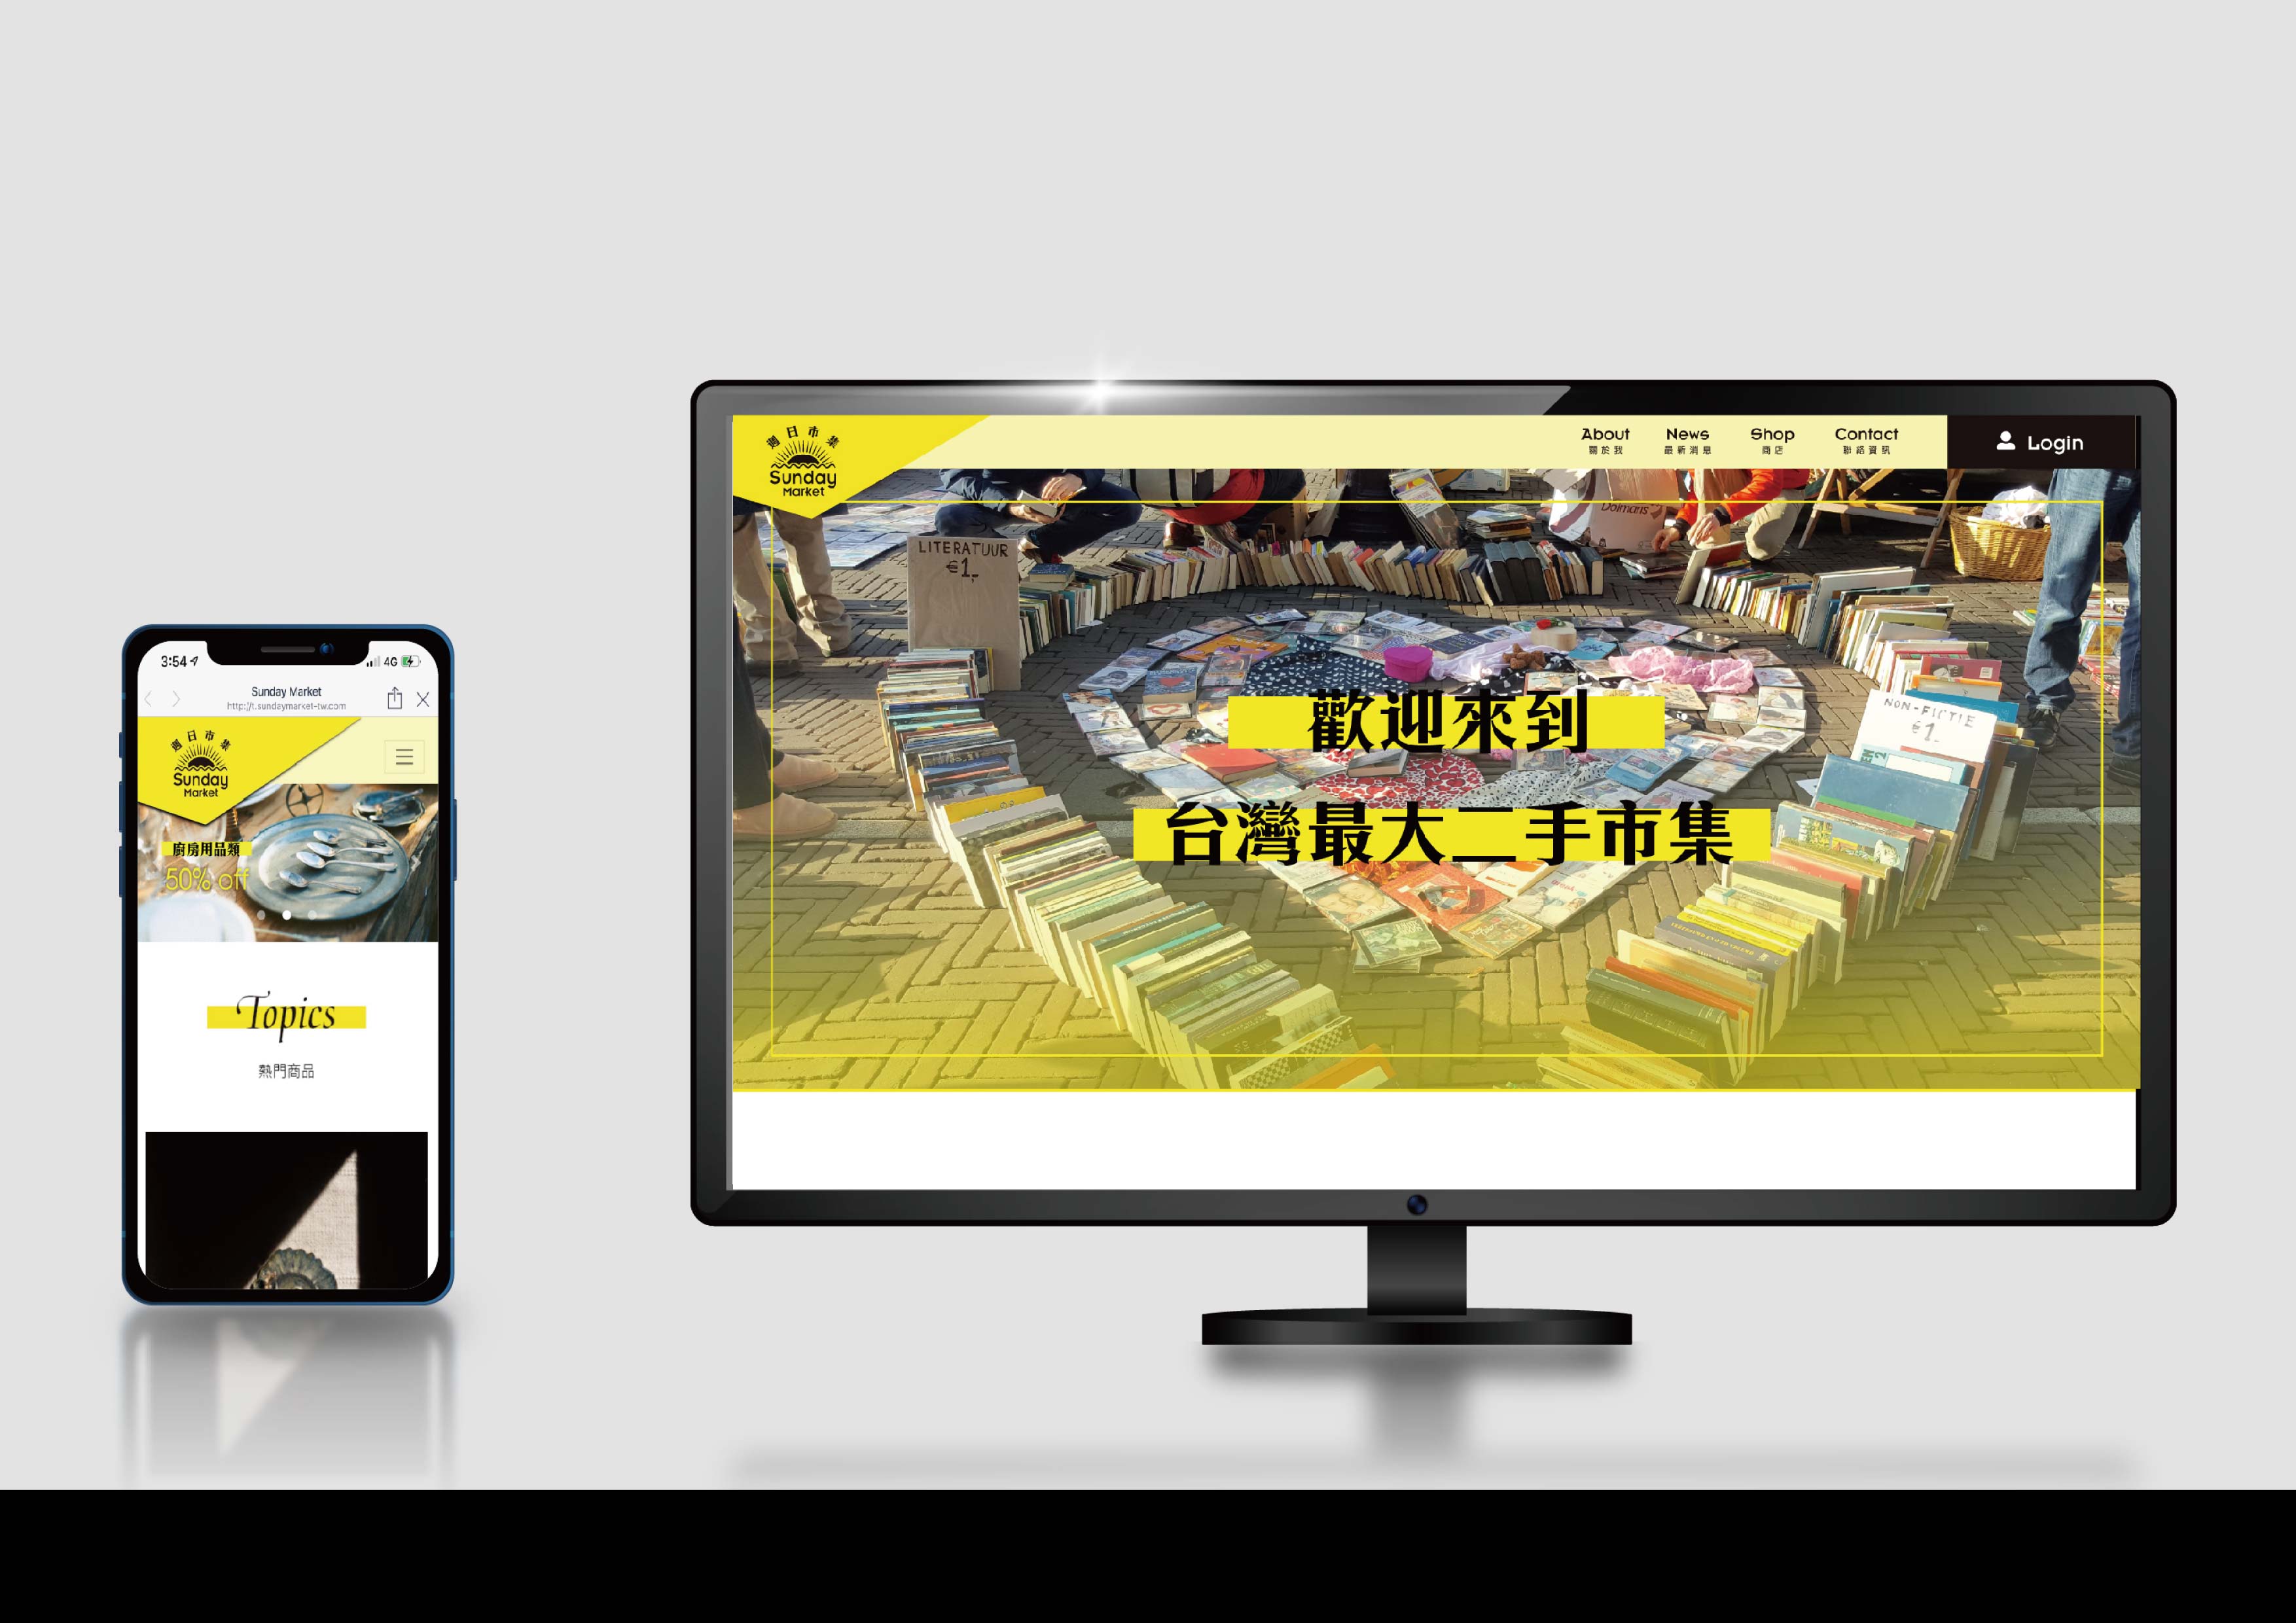 3:54
4G
Sunday Market
http://t.sundaymarket-tw.com
週日市集
Sunday
Market
廚房用品類
50% off
Topics
熱門商品
週日市集
Sunday
Market
About
關於我
News
最新消息
Shop
商店
Contact
聯絡資訊
Login
Dolmans
LITERATUUR
€1,-
NON-FICTIE
€1,-
歡迎來到
台灣最大二手市集